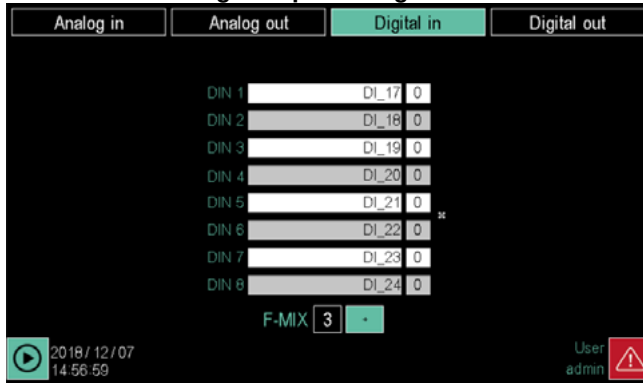 Analog in Analog out Digital in Digital out
DIN 1 DI_17 0
DIN 2 DI_18 0
DIN 3 DI_19 0
DIN 4 DI_20 0
DIN 5 DI_21 0
DIN 6 DI_22 0
DIN 7 DI_23 0
DIN 8 DI_24 0
F-MIX 3
2018/12/07 User
14:56:59 admin